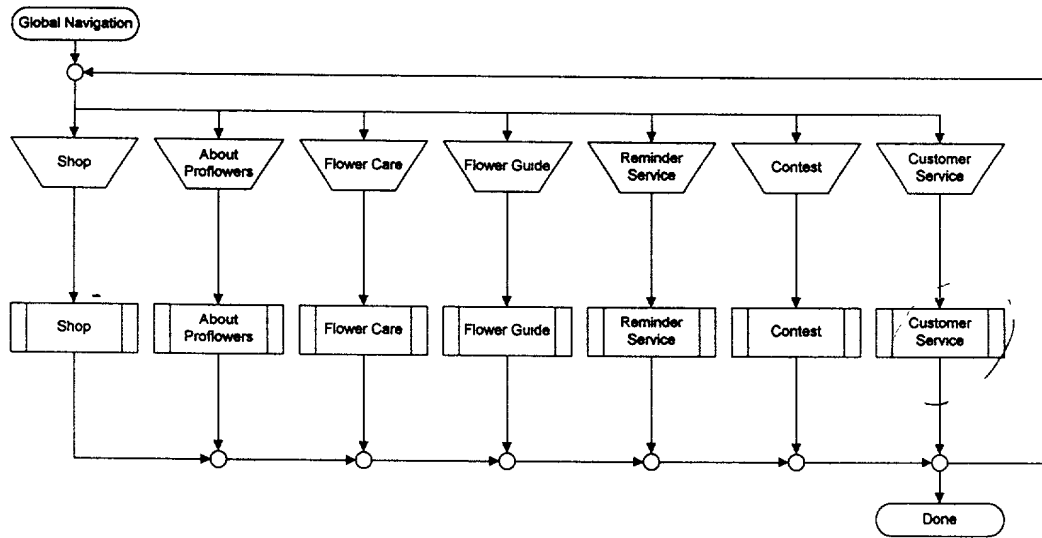 Global Navigation
Shop
About
Proflowers
Flower Care
Flower Guide
Reminder
Service
Contest
Customer
Service
Shop
About
Proflowers
Flower Care
Flower Guide
Reminder
Service
Contest
Customer
Service
Done